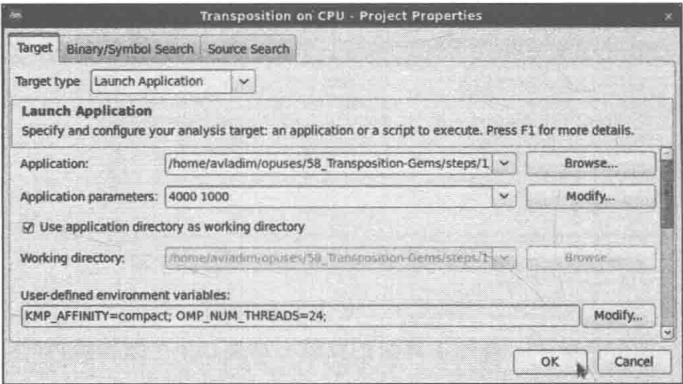 Transposition on CPU - Project Properties
Target Binary/Symbol Search Source Search
Target type Launch Application
Launch Application
Specify and configure your analysis target: an application or a script to execute. Press F1 for more details.
Application: /home/avladim/opuses/58_Transposition-Gems/steps/1 Browse...
Application parameters: 4000 1000 Modify...
Use application directory as working directory
Working directory: /home/avladim/opuses/58_Transposition-Gems/steps/1 Browse...
User-defined environment variables:
KMP_AFFINITY=compact; OMP_NUM_THREADS=24; Modify...
OK Cancel